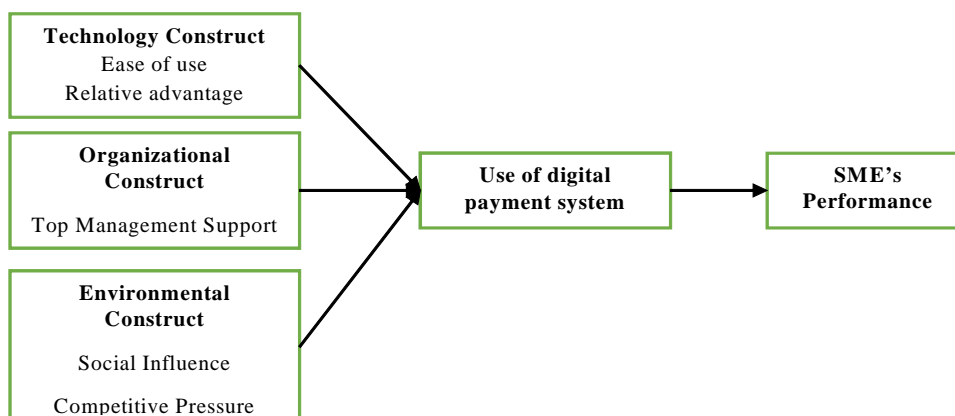 Technology Construct
Ease of use
Relative advantage
Organizational
Construct
Top Management Support
Environmental
Construct
Social Influence
Competitive Pressure
Use of digital
payment system
SME's
Performance